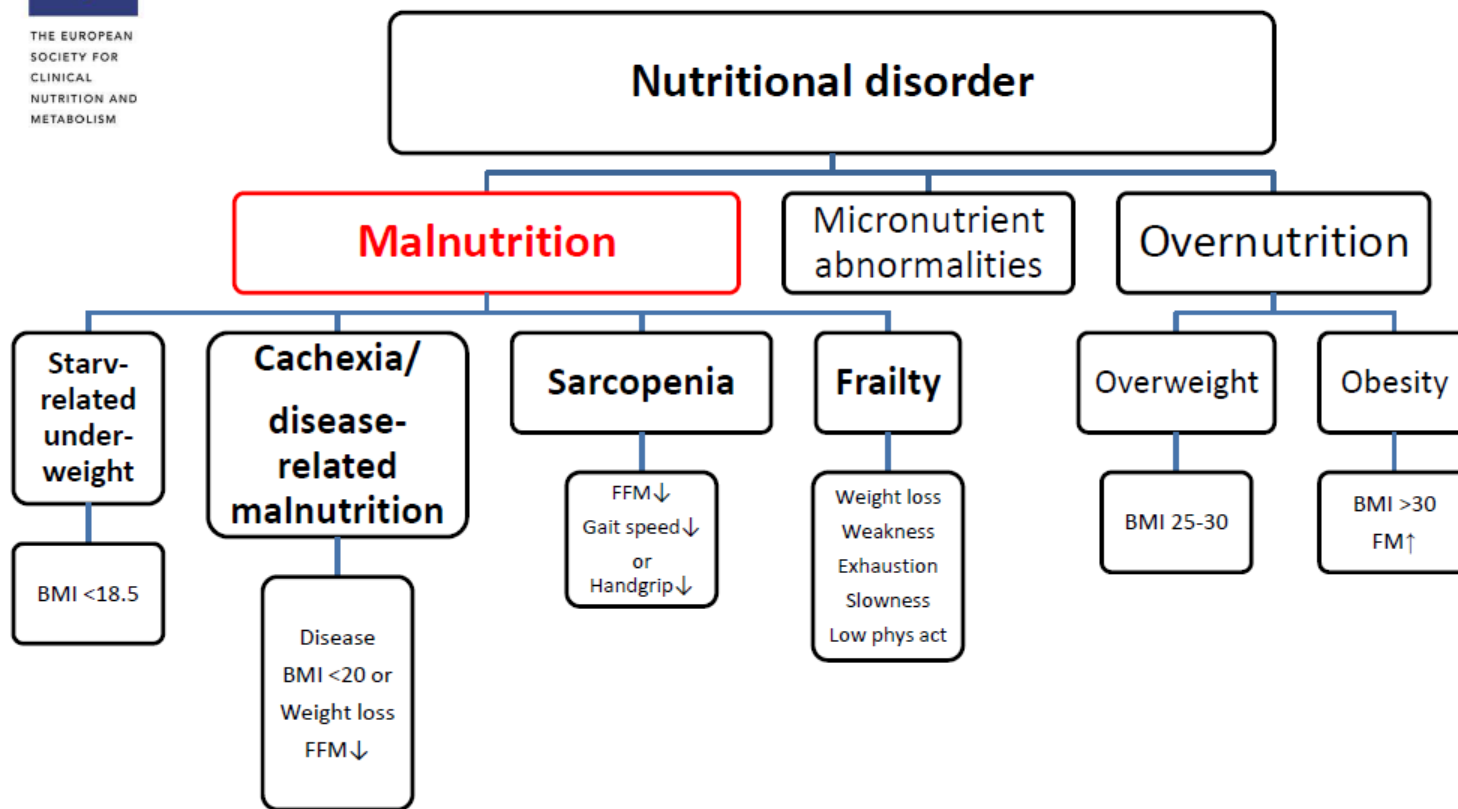 THE EUROPEAN
SOCIETY FOR
CLINICAL
NUTRITION AND
METABOLISM
Nutritional disorder
Malnutrition
Micronutrient
abnormalities
Overnutrition
Starv-
related
under-
weight
Cachexia/
disease-
related
malnutrition
Sarcopenia
Frailty
Overweight
Obesity
BMI <18.5
Disease
BMI <20 or
Weight loss
FFM↓
FFM↓
Gait speed↓
or
Handgrip↓
Weight loss
Weakness
Exhaustion
Slowness
Low phys act
BMI 25-30
BMI >30
FM↑